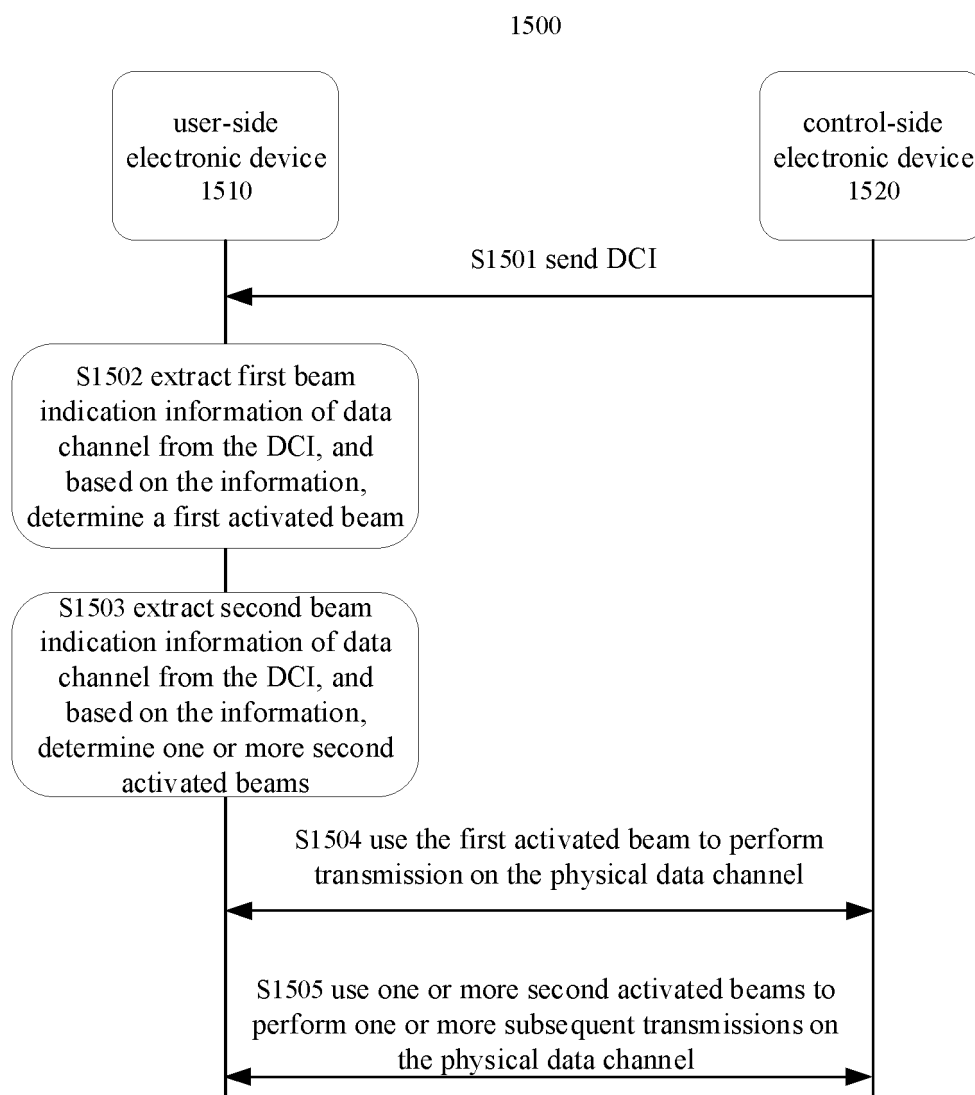 1500
user-side
electronic device
1510
control-side
electronic device
1520
S1501 send DCI
S1502 extract first beam
indication information of data
channel from the DCI, and
based on the information,
determine a first activated beam
S1503 extract second beam
indication information of data
channel from the DCI, and
based on the information,
determine one or more second
activated beams
S1504 use the first activated beam to perform
transmission on the physical data channel
S1505 use one or more second activated beams to
perform one or more subsequent transmissions on
the physical data channel